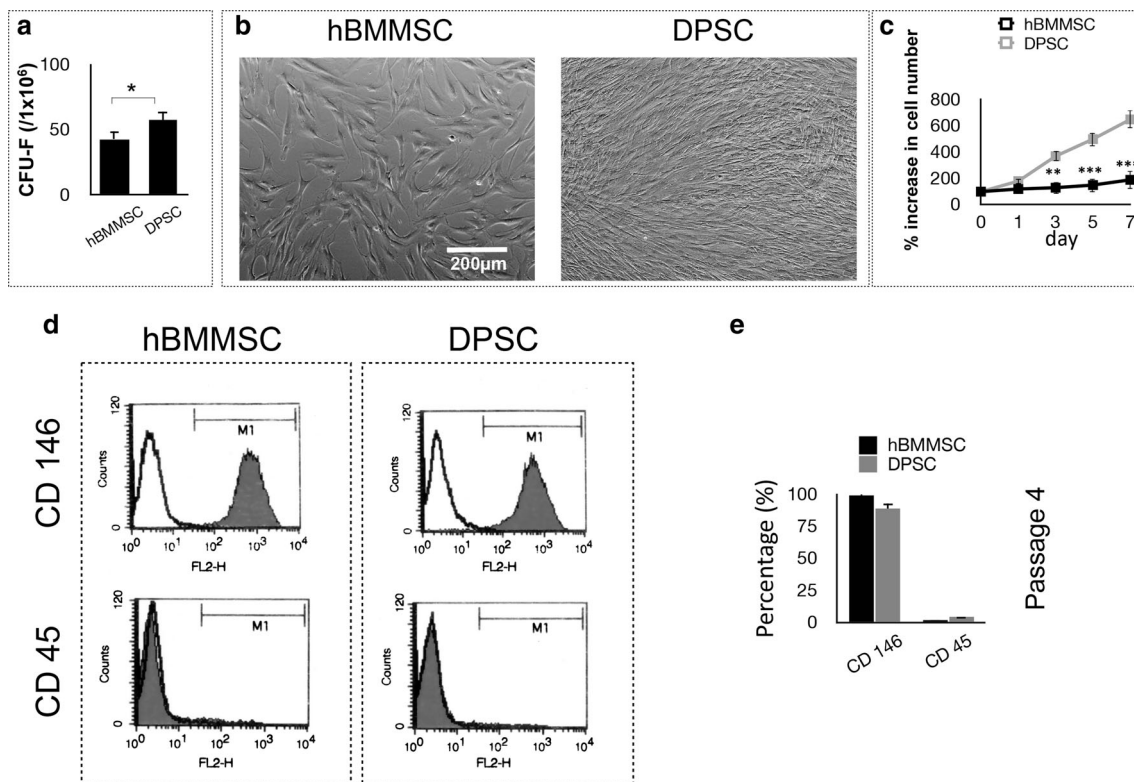 a
CFU-F (/1x10⁶)
100
50
0
*
hBMMSC
DPSC
b
hBMMSC
DPSC
200µm
c
hBMMSC
DPSC
% increase in cell number
800
600
400
200
0
**
***
***
0 1 3 5 7
day
d
hBMMSC
DPSC
CD 146
120
Counts
0
M1
10⁰ 10¹ 10² 10³ 10⁴
FL2-H
120
Counts
0
M1
10⁰ 10¹ 10² 10³ 10⁴
FL2-H
CD 45
120
Counts
0
M1
10⁰ 10¹ 10² 10³ 10⁴
FL2-H
120
Counts
0
M1
10⁰ 10¹ 10² 10³ 10⁴
FL2-H
e
hBMMSC
DPSC
Percentage (%)
100
75
50
25
0
CD 146
CD 45
Passage 4